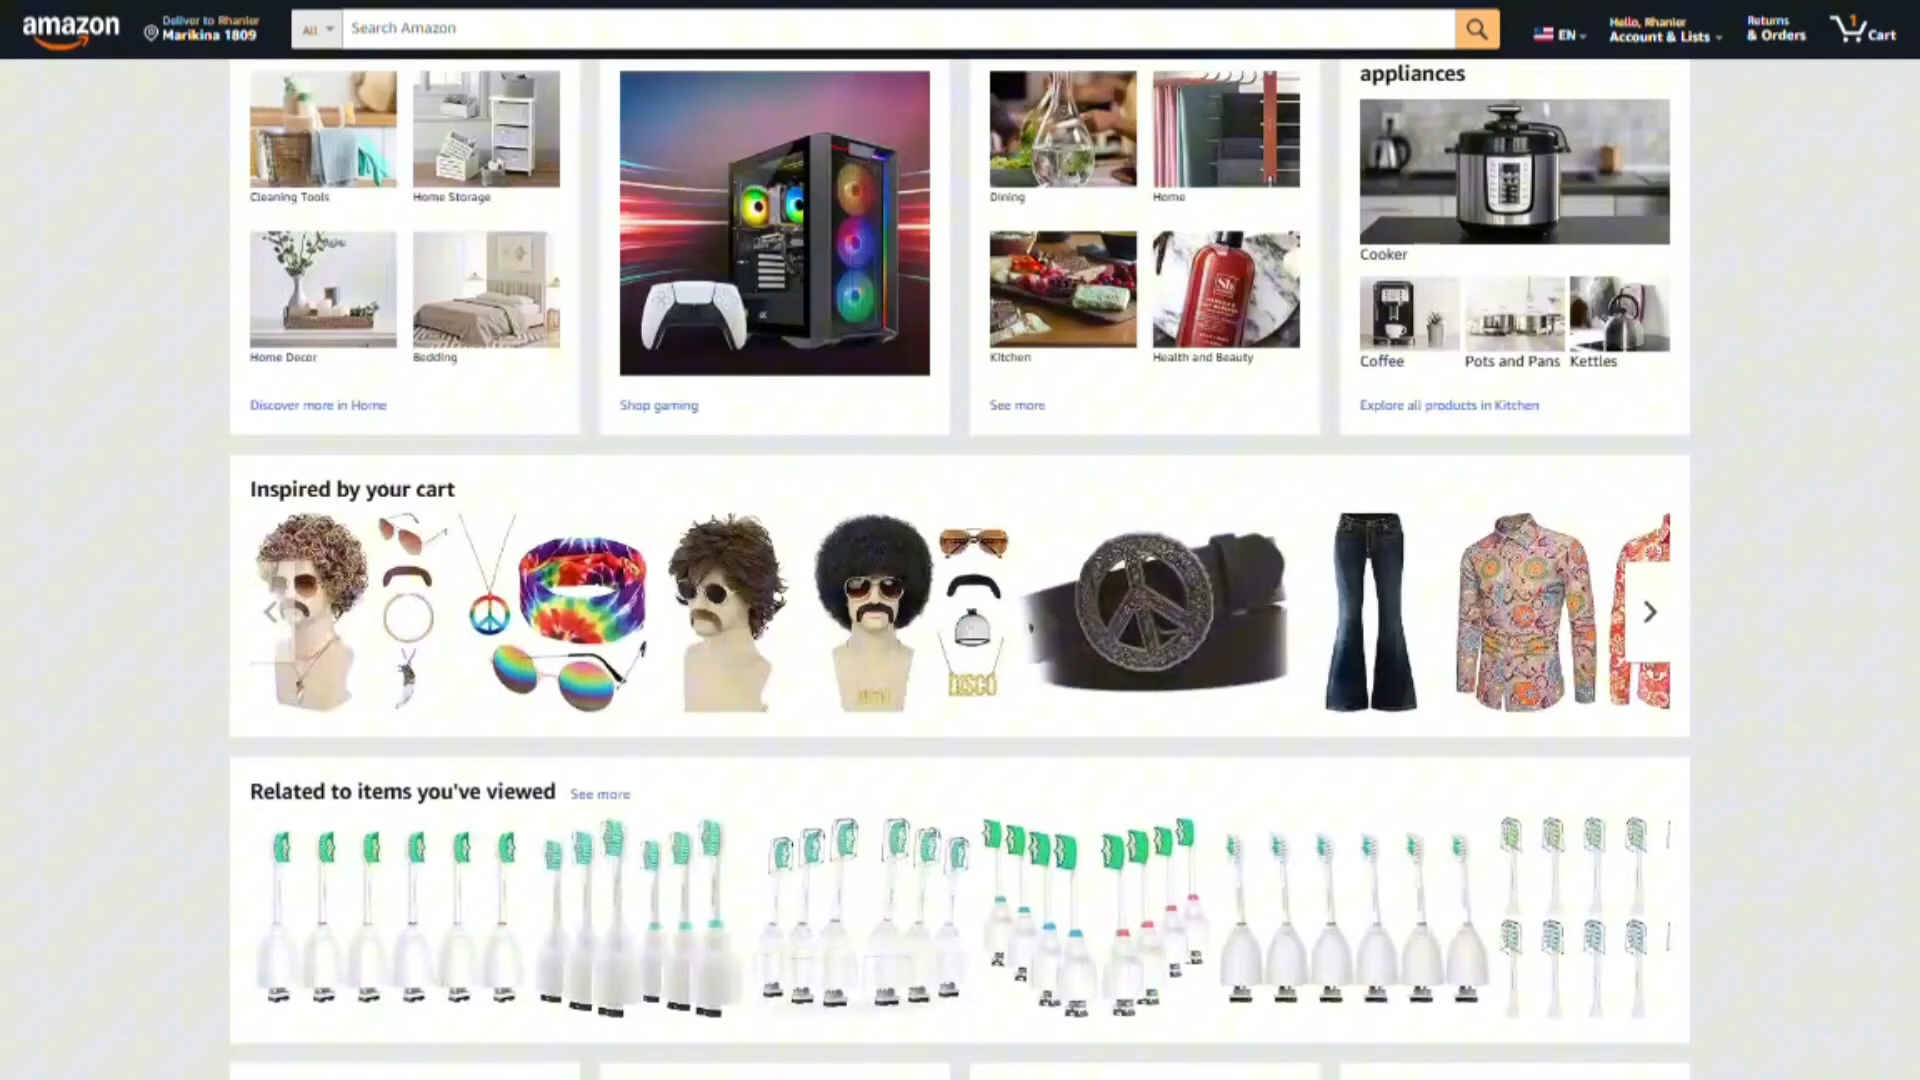 amazon
Deliver to Rhanier
Marikina 1809
All
Search Amazon
EN
Hello, Rhanier
Account & Lists
Returns
& Orders
1
Cart
appliances
Cleaning Tools
Home Storage
Dining
Home
Cooker
Home Decor
Bedding
Kitchen
Health and Beauty
Coffee
Pots and Pans
Kettles
Discover more in Home
Shop gaming
See more
Explore all products in Kitchen
Inspired by your cart
DISCO
Related to items you've viewed
See more